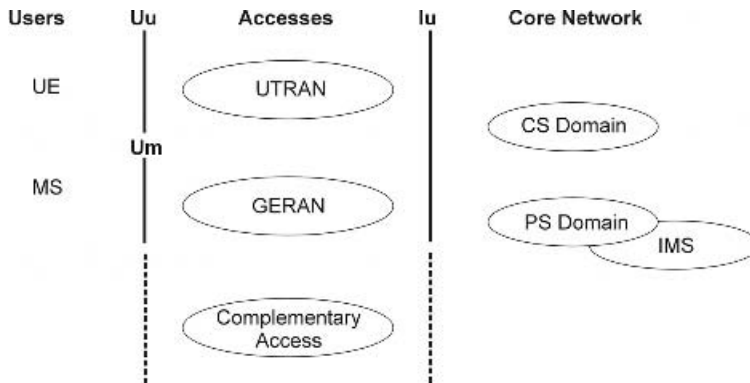 Users Uu Accesses Iu Core Network
UE
UTRAN
CS Domain
Um
MS
GERAN
PS Domain
IMS
Complementary
Access